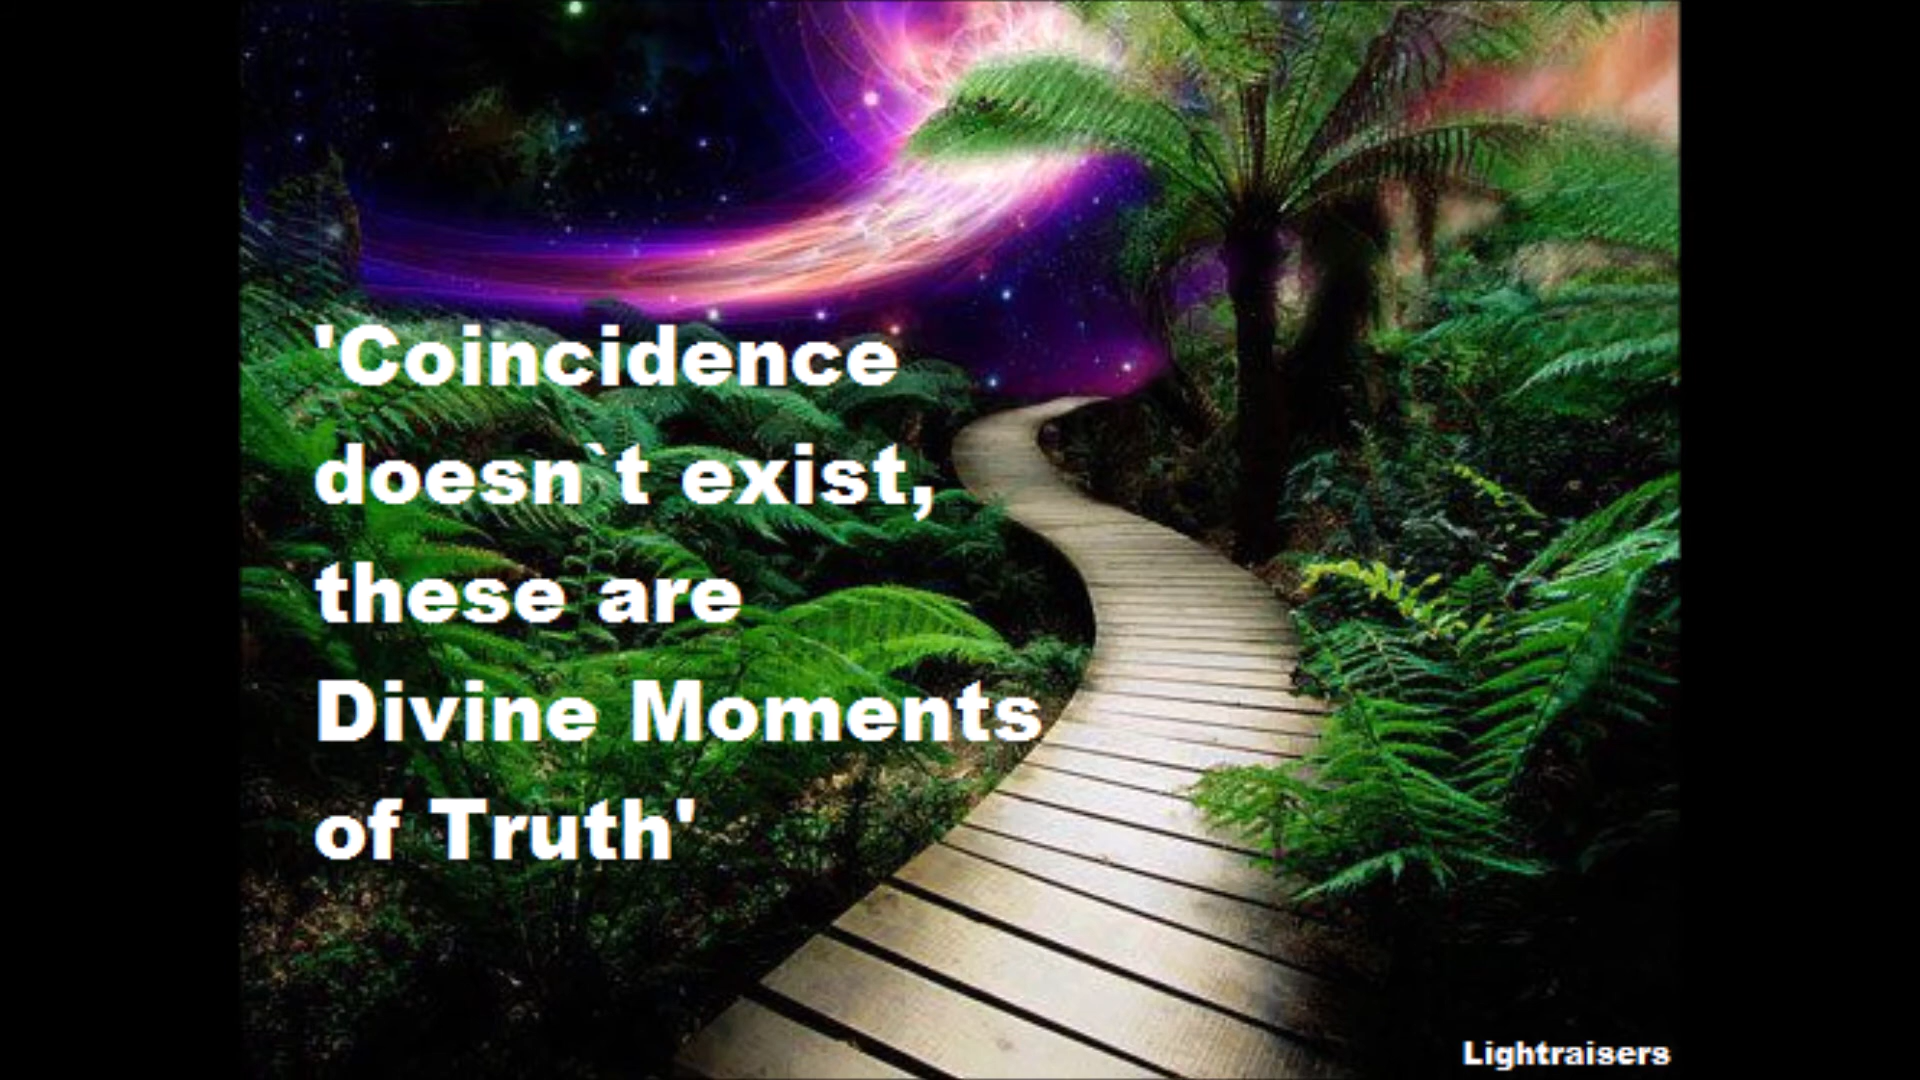 'Coincidence
doesn`t exist,
these are
Divine Moments
of Truth'
Lightraisers